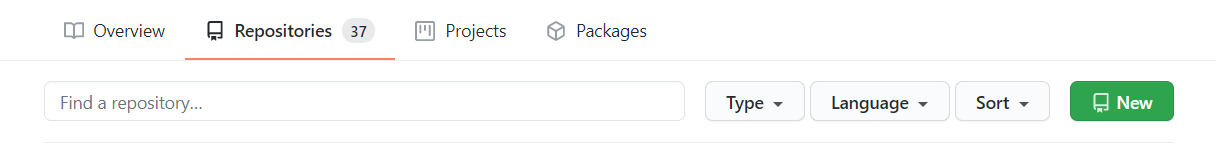 Overview Repositories 37 Projects Packages
Find a repository... Type Language Sort New